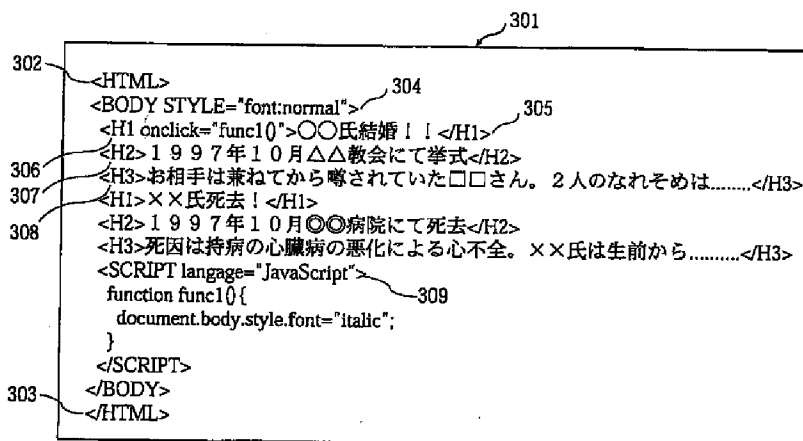 301
302
<HTML>
<BODY STYLE="font:normal">
304
<H1 onclick="func1()">〇〇氏結婚！！</H1>
305
306
<H2>１９９７年１０月△△教会にて挙式</H2>
307
<H3>お相手は兼ねてから噂されていた□□さん。２人のなれそめは........</H3>
308
<H1>××氏死去！</H1>
<H2>１９９７年１０月◎◎病院にて死去</H2>
<H3>死因は持病の心臓病の悪化による心不全。××氏は生前から..........</H3>
<SCRIPT langage="JavaScript">
309
function func1(){
document.body.style.font="italic";
}
</SCRIPT>
</BODY>
303
</HTML>